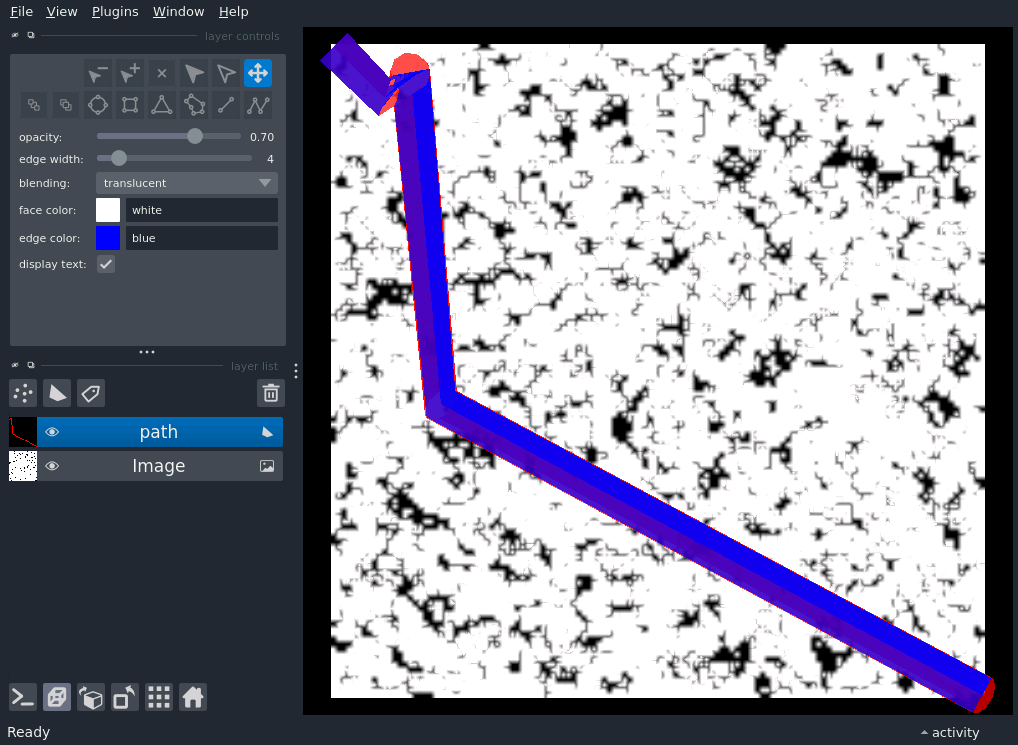 File View Plugins Window Help
layer controls
opacity: 0.70
edge width: 4
blending: translucent
face color: white
edge color: blue
display text:
layer list
path
Image
Ready activity